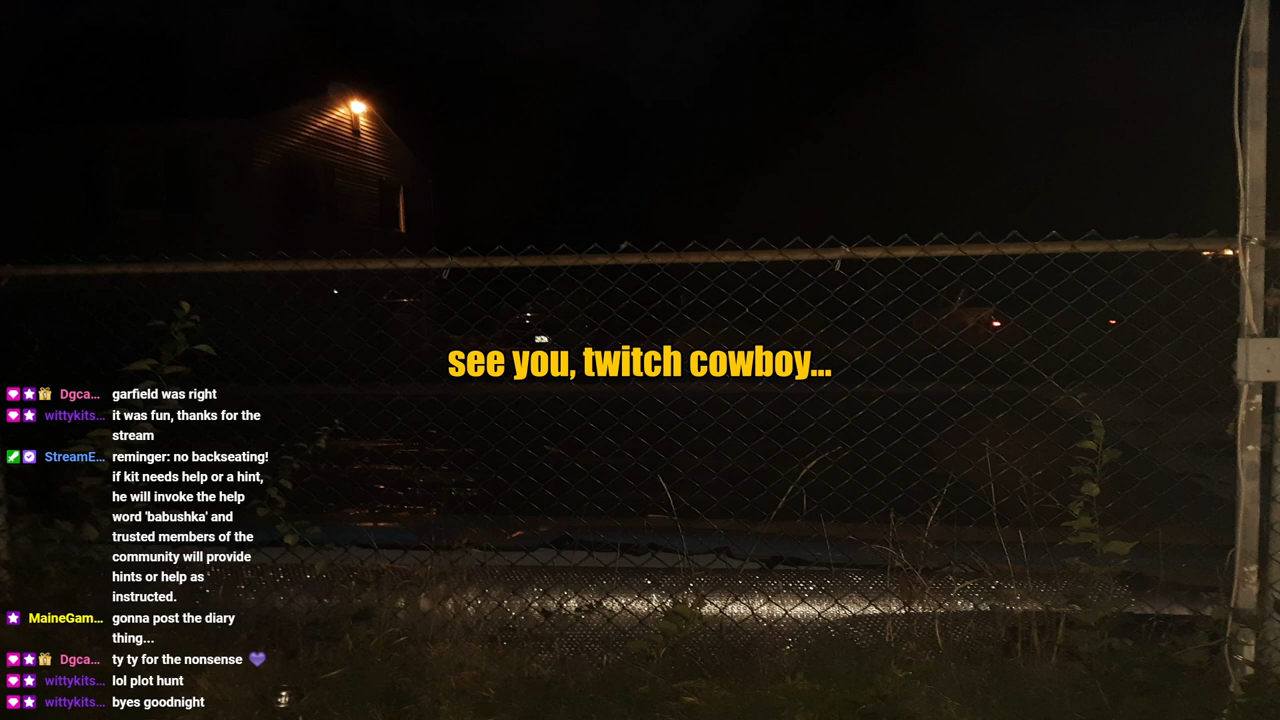 see you, twitch cowboy...
Dgca... garfield was right
wittykits... it was fun, thanks for the
stream
StreamE... reminger: no backseating!
if kit needs help or a hint,
he will invoke the help
word 'babushka' and
trusted members of the
community will provide
hints or help as
instructed.
MaineGam... gonna post the diary
thing...
Dgca... ty ty for the nonsense 💜
wittykits... lol plot hunt
wittykits... byes goodnight